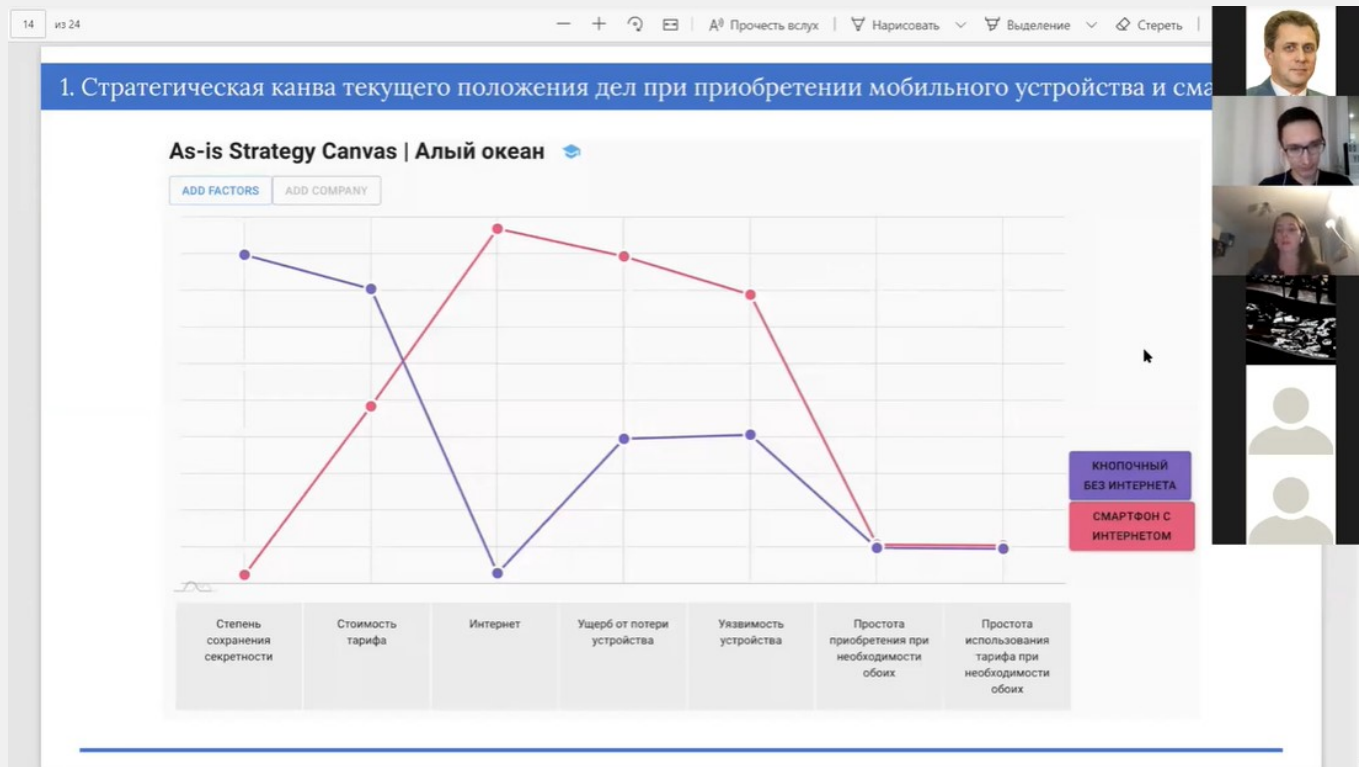 14 из 24
Прочесть вслух
Нарисовать
Выделение
Стереть
1. Стратегическая канва текущего положения дел при приобретении мобильного устройства и сма
As-is Strategy Canvas | Алый океан
ADD FACTORS
ADD COMPANY
КНОПОЧНЫЙ
БЕЗ ИНТЕРНЕТА
СМАРТФОН С
ИНТЕРНЕТОМ
Степень
сохранения
секретности
Стоимость
тарифа
Интернет
Ущерб от потери
устройства
Уязвимость
устройства
Простота
приобретения при
необходимости
обоих
Простота
использования
тарифа при
необходимости
обоих